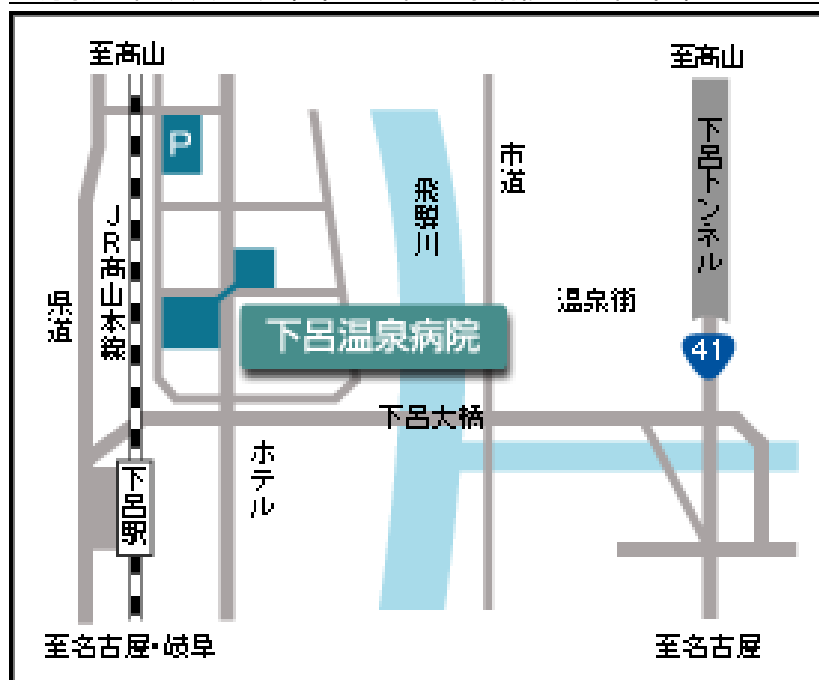 至高山
至高山
P
下呂トンネル
市道
飛騨川
JR高山本線
県道
温泉街
下呂温泉病院
41
下呂大橋
ホテル
下呂駅
至名古屋・岐阜
至名古屋